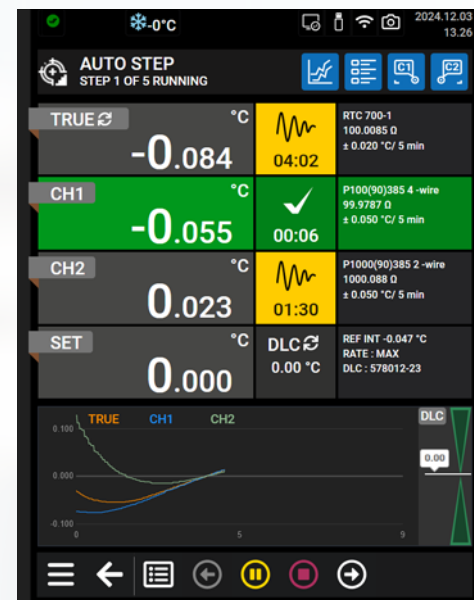 -0°C
2024.12.03
13.26
AUTO STEP
STEP 1 OF 5 RUNNING
C1
C2
TRUE
°C
-0.084
04:02
RTC 700-1
100.0085 Ω
± 0.020 °C/ 5 min
CH1
°C
-0.055
00:06
P100(90)385 4 -wire
99.9787 Ω
± 0.050 °C/ 5 min
CH2
°C
0.023
01:30
P1000(90)385 2 -wire
1000.088 Ω
± 0.050 °C/ 5 min
SET
°C
0.000
DLC
0.00 °C
REF INT -0.047 °C
RATE : MAX
DLC : 578012-23
TRUE CH1 CH2
DLC
0.100
0.00
0.000
-0.100
0 5 9